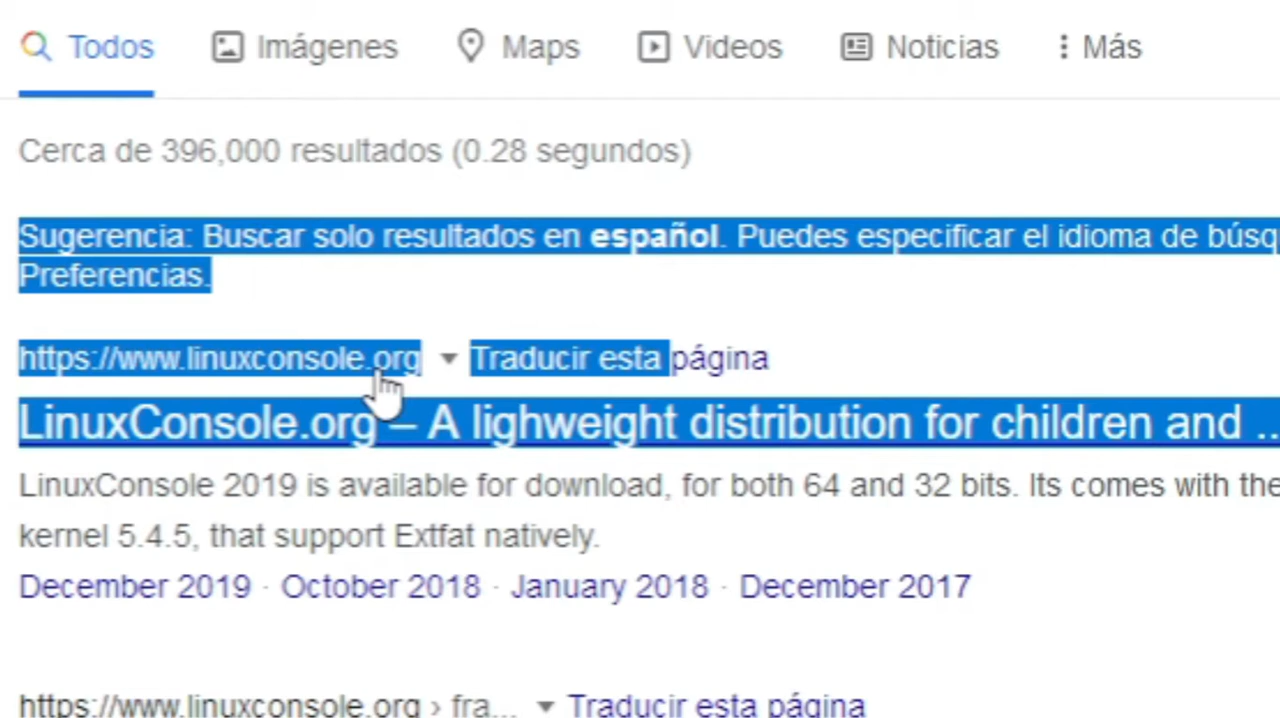 Todos Imágenes Maps Videos Noticias Más
Cerca de 396,000 resultados (0.28 segundos)
Sugerencia: Buscar solo resultados en español. Puedes especificar el idioma de
Preferencias.
https://www.linuxconsole.org Traducir esta página
LinuxConsole.org – A lighweight distribution for children and ...
LinuxConsole 2019 is available for download, for both 64 and 32 bits. Its comes with the
kernel 5.4.5, that support Extfat natively.
December 2019 · October 2018 · January 2018 · December 2017
https://www.linuxconsole.org › fra... Traducir esta página